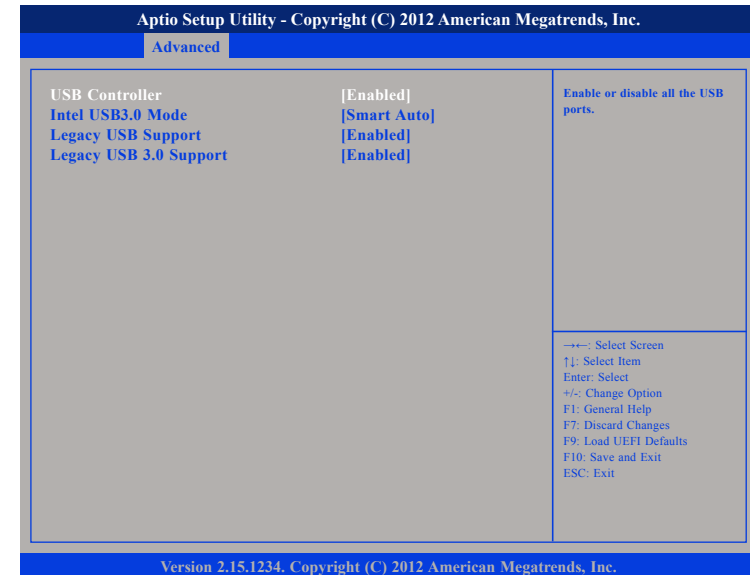 Aptio Setup Utility - Copyright (C) 2012 American Megatrends, Inc.
Advanced
USB Controller [Enabled]
Intel USB3.0 Mode [Smart Auto]
Legacy USB Support [Enabled]
Legacy USB 3.0 Support [Enabled]
Enable or disable all the USB
ports.
→←: Select Screen
↑↓: Select Item
Enter: Select
+/-: Change Option
F1: General Help
F7: Discard Changes
F9: Load UEFI Defaults
F10: Save and Exit
ESC: Exit
Version 2.15.1234. Copyright (C) 2012 American Megatrends, Inc.